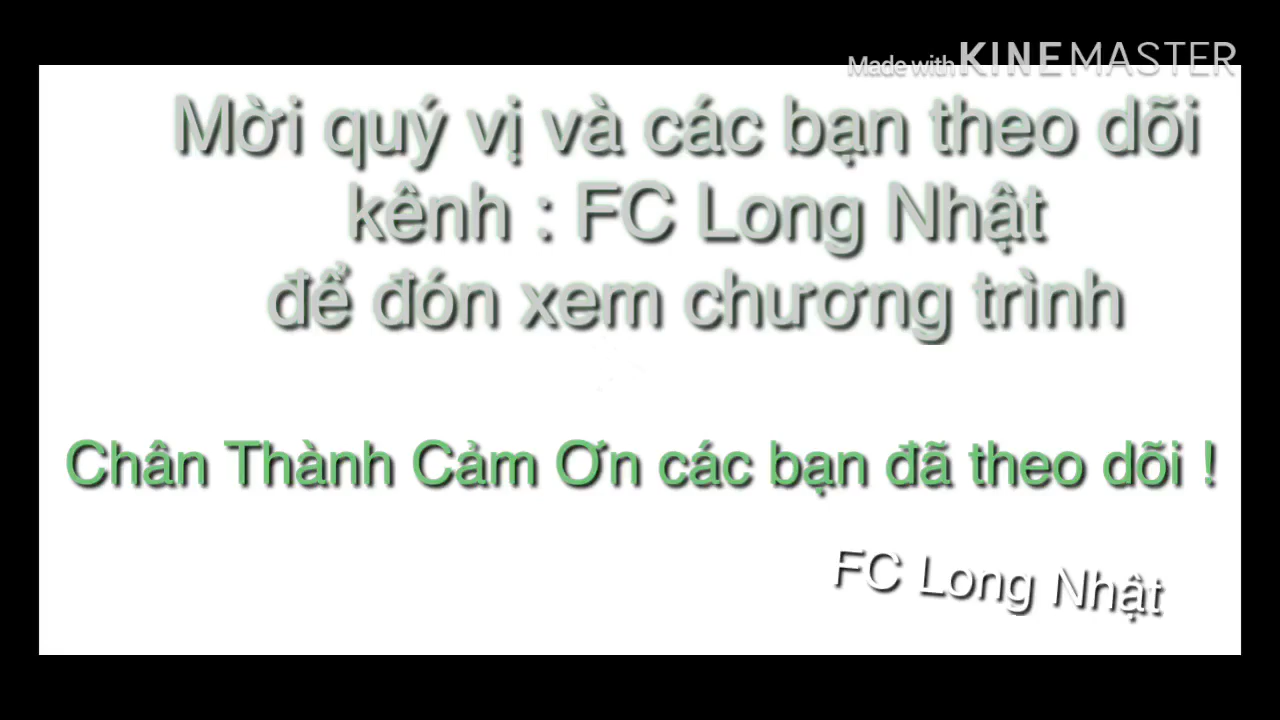 Made with KINEMASTER
Mời quý vị và các bạn theo dõi
kênh : FC Long Nhật
để đón xem chương trình
Chân Thành Cảm Ơn các bạn đã theo dõi !
FC Long Nhật